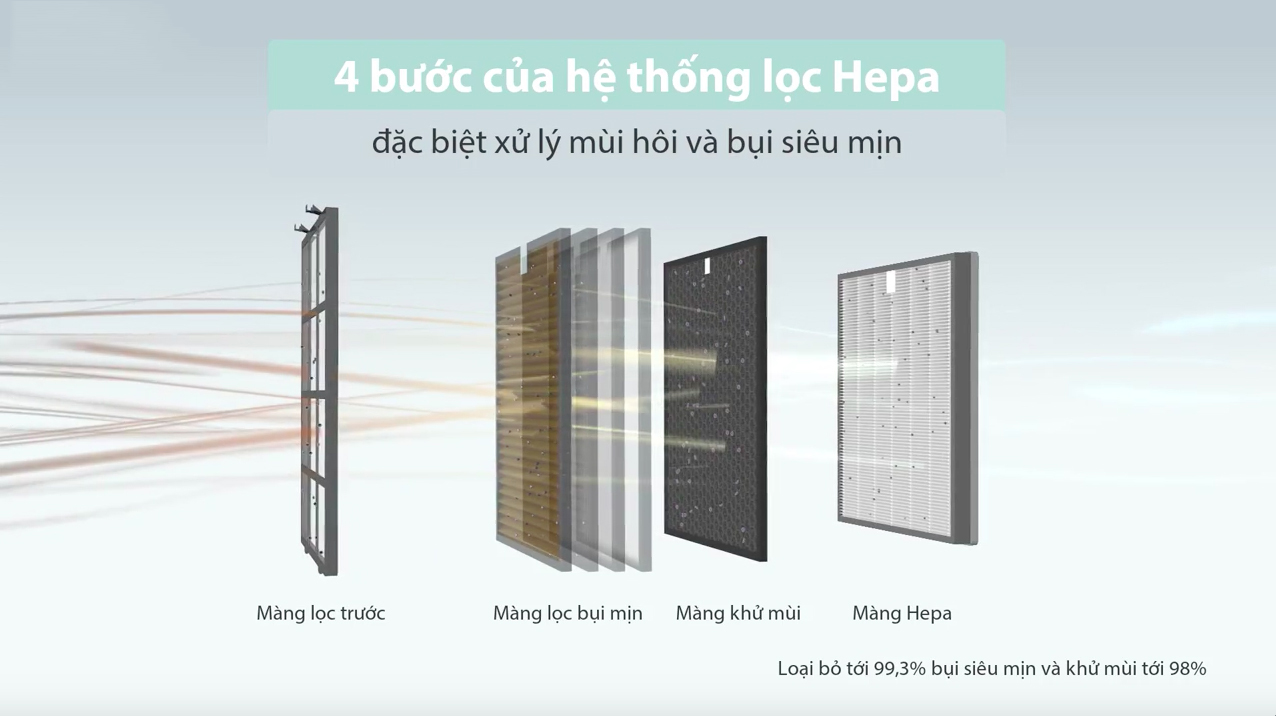 4 bước của hệ thống lọc Hepa
đặc biệt xử lý mùi hôi và bụi siêu mịn
Màng lọc trước
Màng lọc bụi mịn
Màng khử mùi
Màng Hepa
Loại bỏ tới 99,3% bụi siêu mịn và khử mùi tới 98%